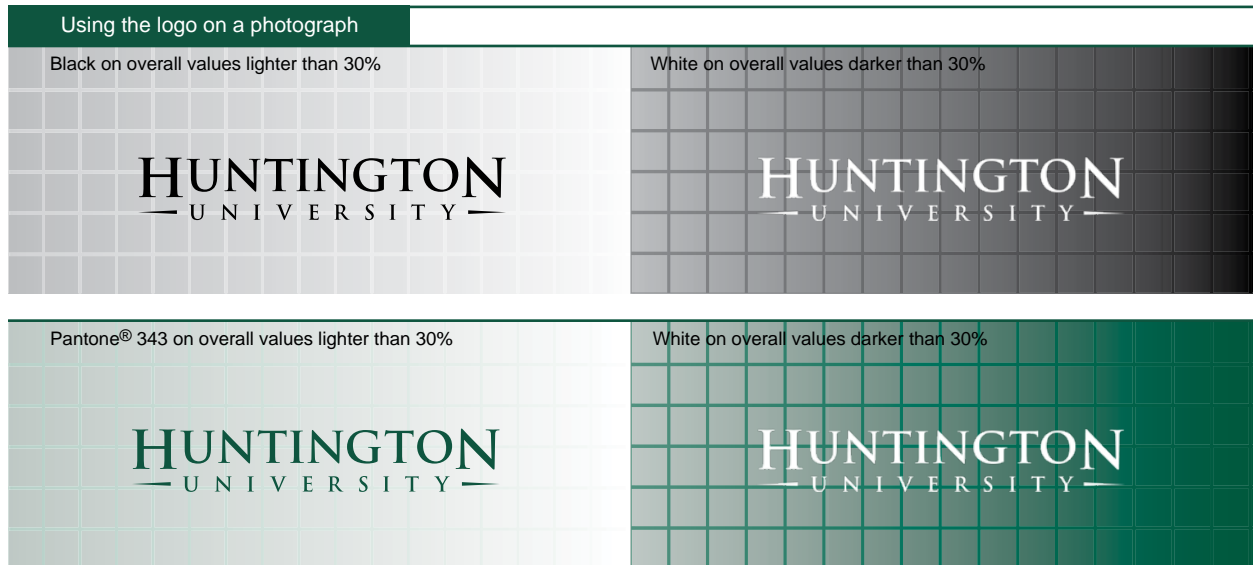 Using the logo on a photograph
Black on overall values lighter than 30%
White on overall values darker than 30%
HUNTINGTON
UNIVERSITY
HUNTINGTON
UNIVERSITY
Pantone® 343 on overall values lighter than 30%
White on overall values darker than 30%
HUNTINGTON
UNIVERSITY
HUNTINGTON
UNIVERSITY